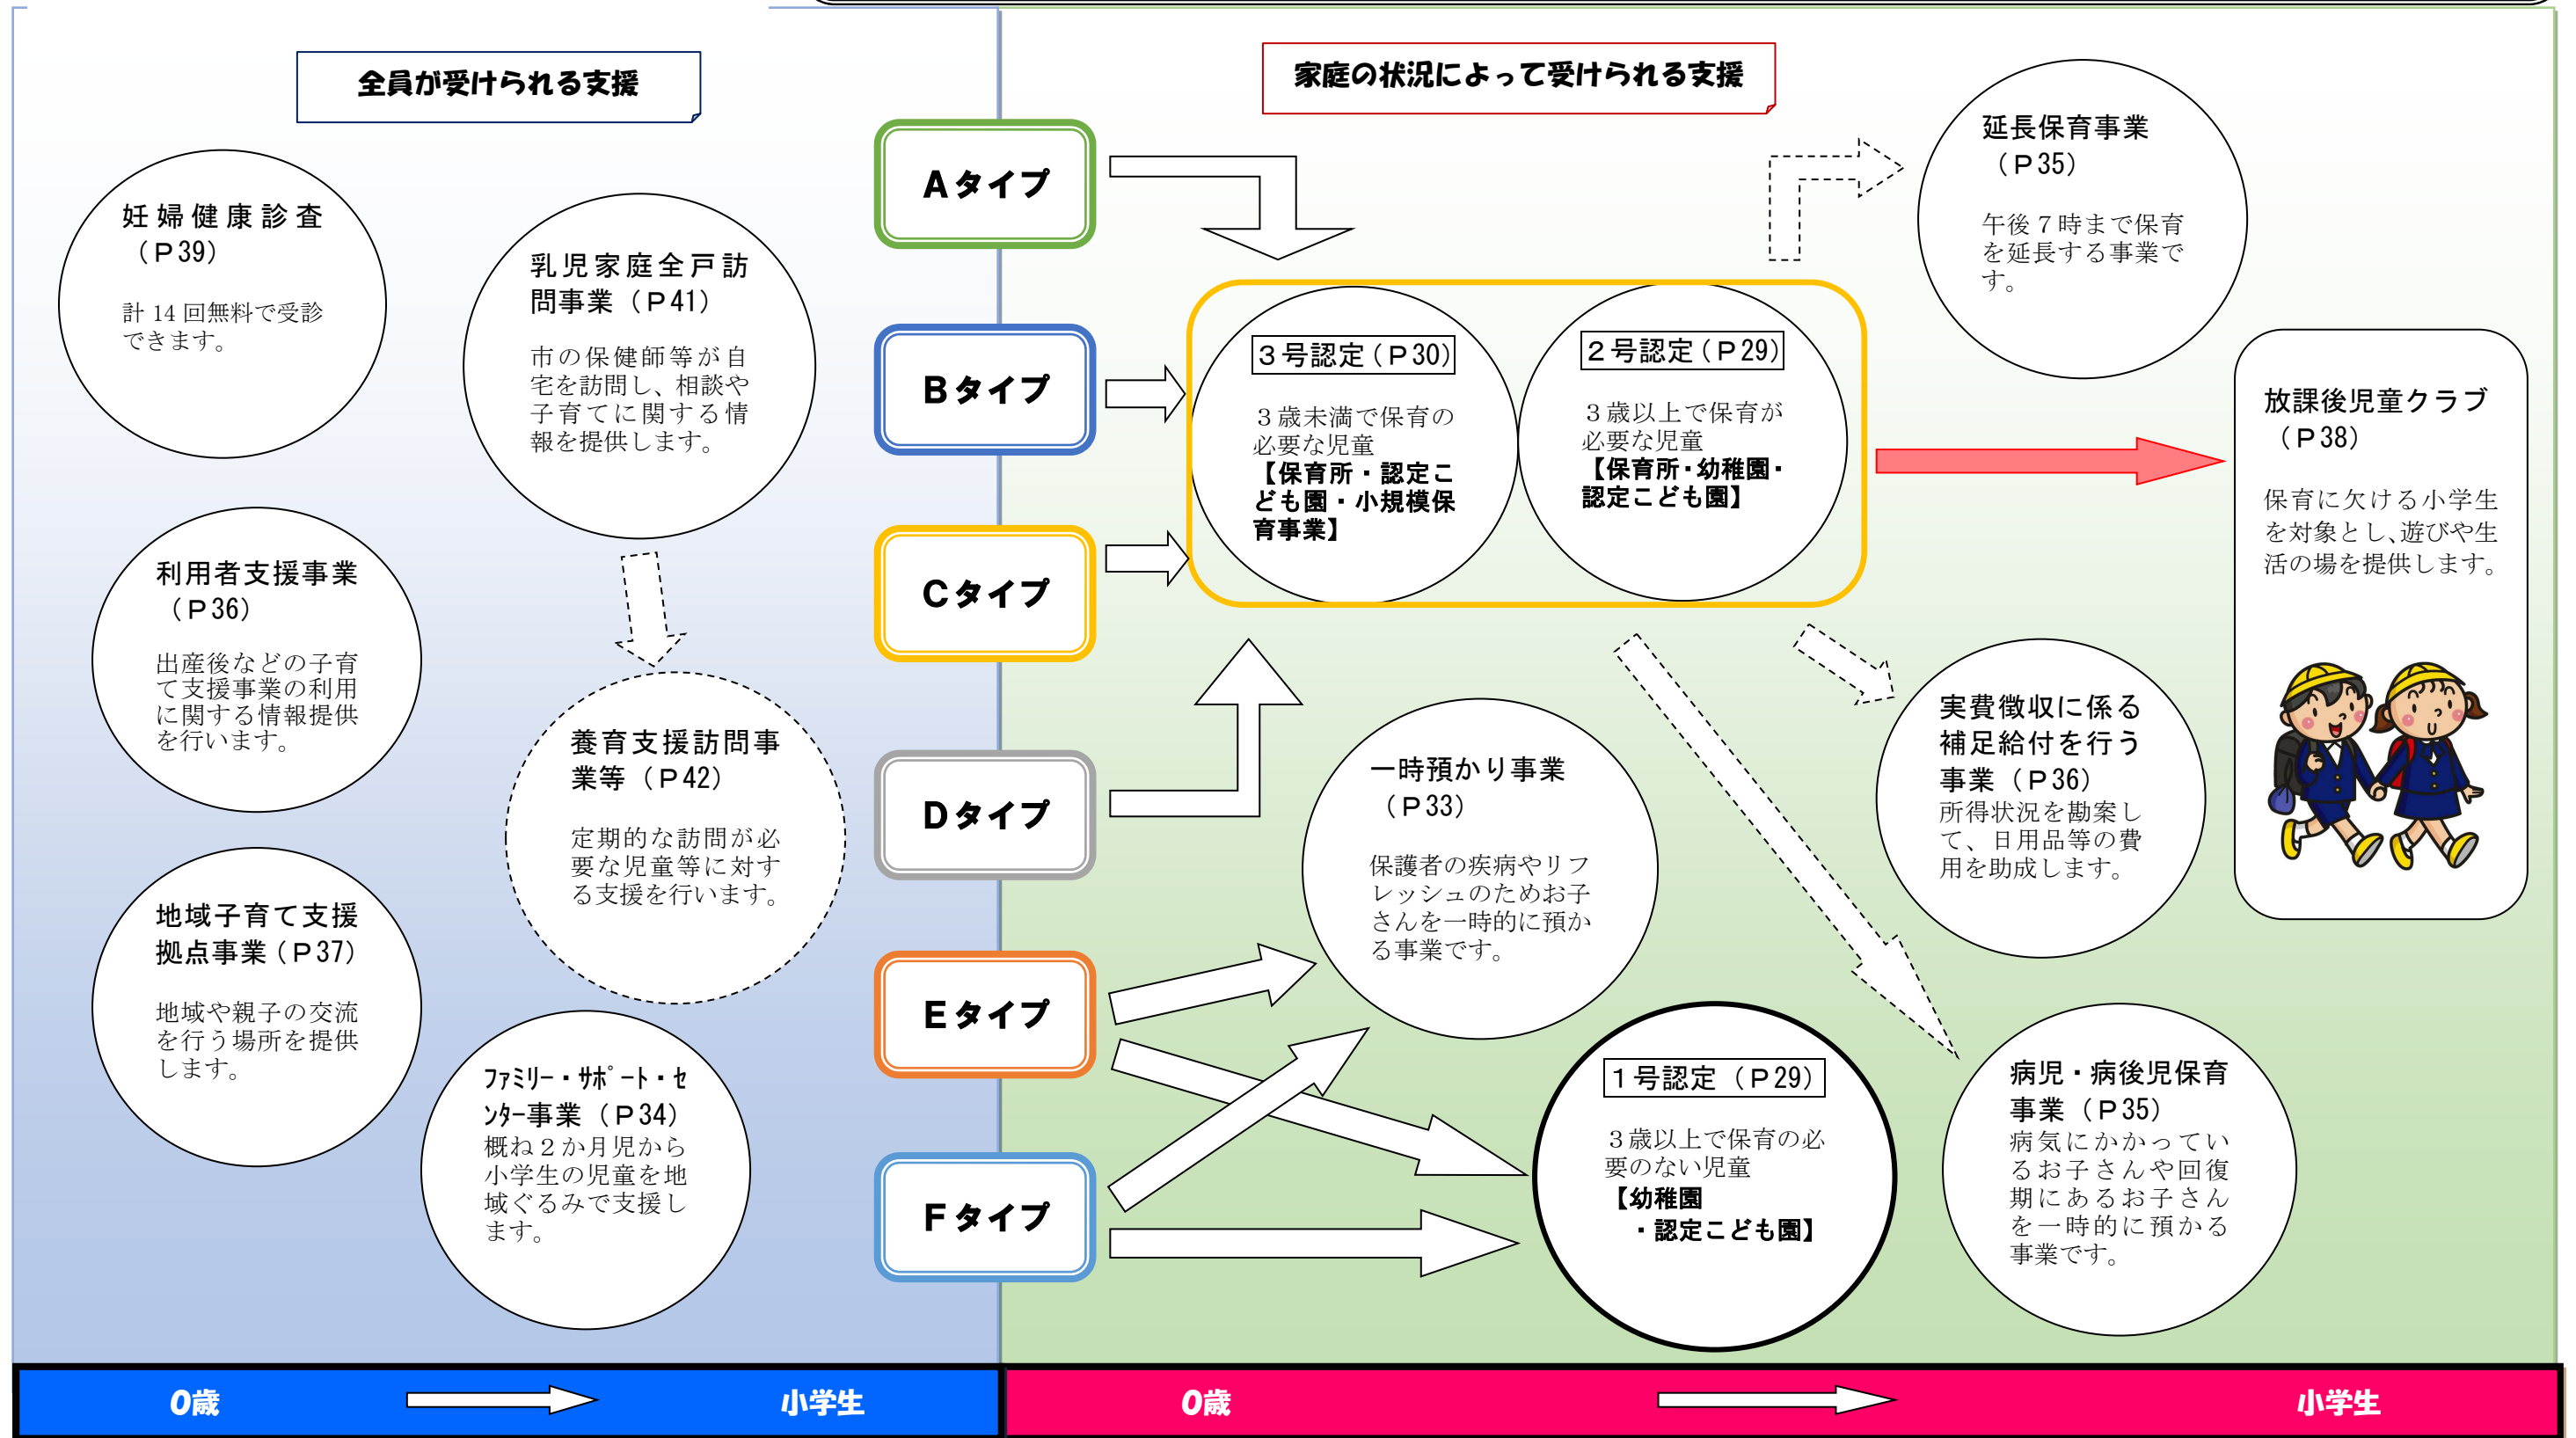 全員が受けられる支援
妊婦健康診査
（P39）
計 14 回無料で受診
できます。
乳児家庭全戸訪
問事業（P41）
市の保健師等が自
宅を訪問し、相談や
子育てに関する情
報を提供します。
利用者支援事業
（P36）
出産後などの子育
て支援事業の利用
に関する情報提供
を行います。
養育支援訪問事
業等（P42）
定期的な訪問が必
要な児童等に対す
る支援を行います。
地域子育て支援
拠点事業（P37）
地域や親子の交流
を行う場所を提供
します。
ﾌｧﾐﾘｰ・ｻﾎﾟｰﾄ・ｾ
ﾝﾀｰ事業（P34）
概ね２か月児から
小学生の児童を地
域ぐるみで支援し
ます。
Aタイプ
Bタイプ
Cタイプ
Dタイプ
Eタイプ
Fタイプ
家庭の状況によって受けられる支援
３号認定（P30）
３歳未満で保育の
必要な児童
【保育所・認定こ
ども園・小規模保
育事業】
２号認定（P29）
３歳以上で保育が
必要な児童
【保育所・幼稚園・
認定こども園】
延長保育事業
（P35）
午後７時まで保育
を延長する事業で
す。
放課後児童クラブ
（P38）
保育に欠ける小学生
を対象とし、遊びや生
活の場を提供します。
一時預かり事業
（P33）
保護者の疾病やリフ
レッシュのためお子
さんを一時的に預か
る事業です。
実費徴収に係る
補足給付を行う
事業（P36）
所得状況を勘案し
て、日用品等の費
用を助成します。
１号認定（P29）
３歳以上で保育の必
要のない児童
【幼稚園
・認定こども園】
病児・病後児保育
事業（P35）
病気にかかってい
るお子さんや回復
期にあるお子さん
を一時的に預かる
事業です。
0歳
小学生
0歳
小学生